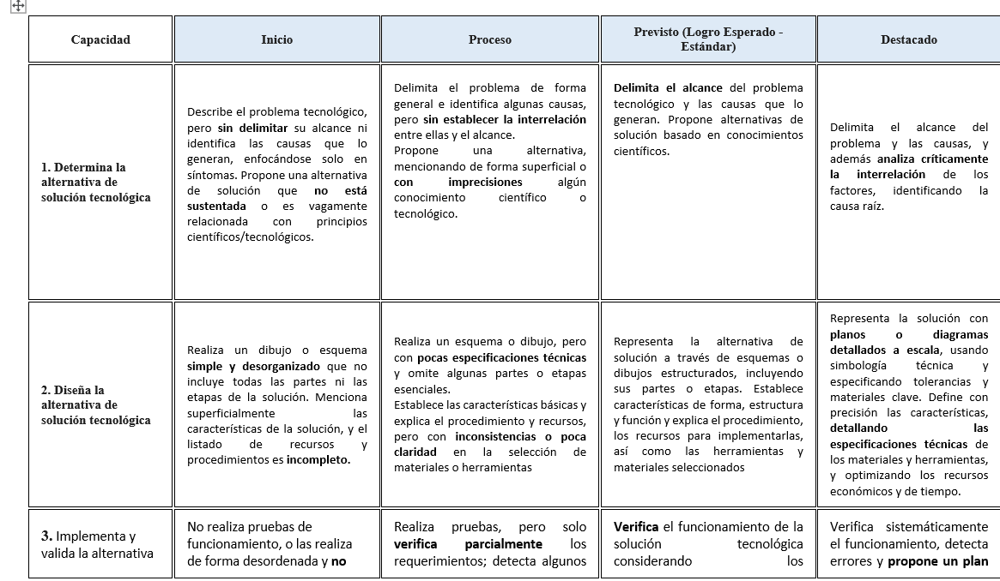 Capacidad
Inicio
Proceso
Previsto (Logro Esperado -
Estándar)
Destacado
1. Determina la
alternativa de
solución tecnológica
Describe el problema tecnológico,
pero sin delimitar su alcance ni
identifica las causas que lo
generan, enfocándose solo en
síntomas. Propone una alternativa
de solución que no está
sustentada o es vagamente
relacionada con principios
científicos/tecnológicos.
Delimita el problema de forma
general e identifica algunas causas,
pero sin establecer la interrelación
entre ellas y el alcance.
Propone una alternativa,
mencionando de forma superficial o
con imprecisiones algún
conocimiento científico o
tecnológico.
Delimita el alcance del problema
tecnológico y las causas que lo
generan. Propone alternativas de
solución basado en conocimientos
científicos.
Delimita el alcance del
problema y las causas, y
además analiza críticamente
la interrelación de los
factores, identificando la
causa raíz.
2. Diseña la
alternativa de
solución tecnológica
Realiza un dibujo o esquema
simple y desorganizado que no
incluye todas las partes ni las
etapas de la solución. Menciona
superficialmente las
características de la solución, y el
listado de recursos y
procedimientos es incompleto.
Realiza un esquema o dibujo, pero
con pocas especificaciones técnicas
y omite algunas partes o etapas
esenciales.
Establece las características básicas y
explica el procedimiento y recursos,
pero con inconsistencias o poca
claridad en la selección de
materiales o herramientas
Representa la alternativa de
solución a través de esquemas o
dibujos estructurados, incluyendo
sus partes o etapas. Establece
características de forma, estructura
y función y explica el procedimiento,
los recursos para implementarlas,
así como las herramientas y
materiales seleccionados
Representa la solución con
planos o diagramas
detallados a escala, usando
simbología técnica y
especificando tolerancias y
materiales clave. Define con
precisión las características,
detallando las
especificaciones técnicas de
los materiales y herramientas,
y optimizando los recursos
económicos y de tiempo.
3. Implementa y
valida la alternativa
No realiza pruebas de
funcionamiento, o las realiza
de forma desordenada y no
Realiza pruebas, pero solo
verifica parcialmente los
requerimientos; detecta algunos
Verifica el funcionamiento de la
solución tecnológica
considerando los
Verifica sistemáticamente
el funcionamiento, detecta
errores y propone un plan